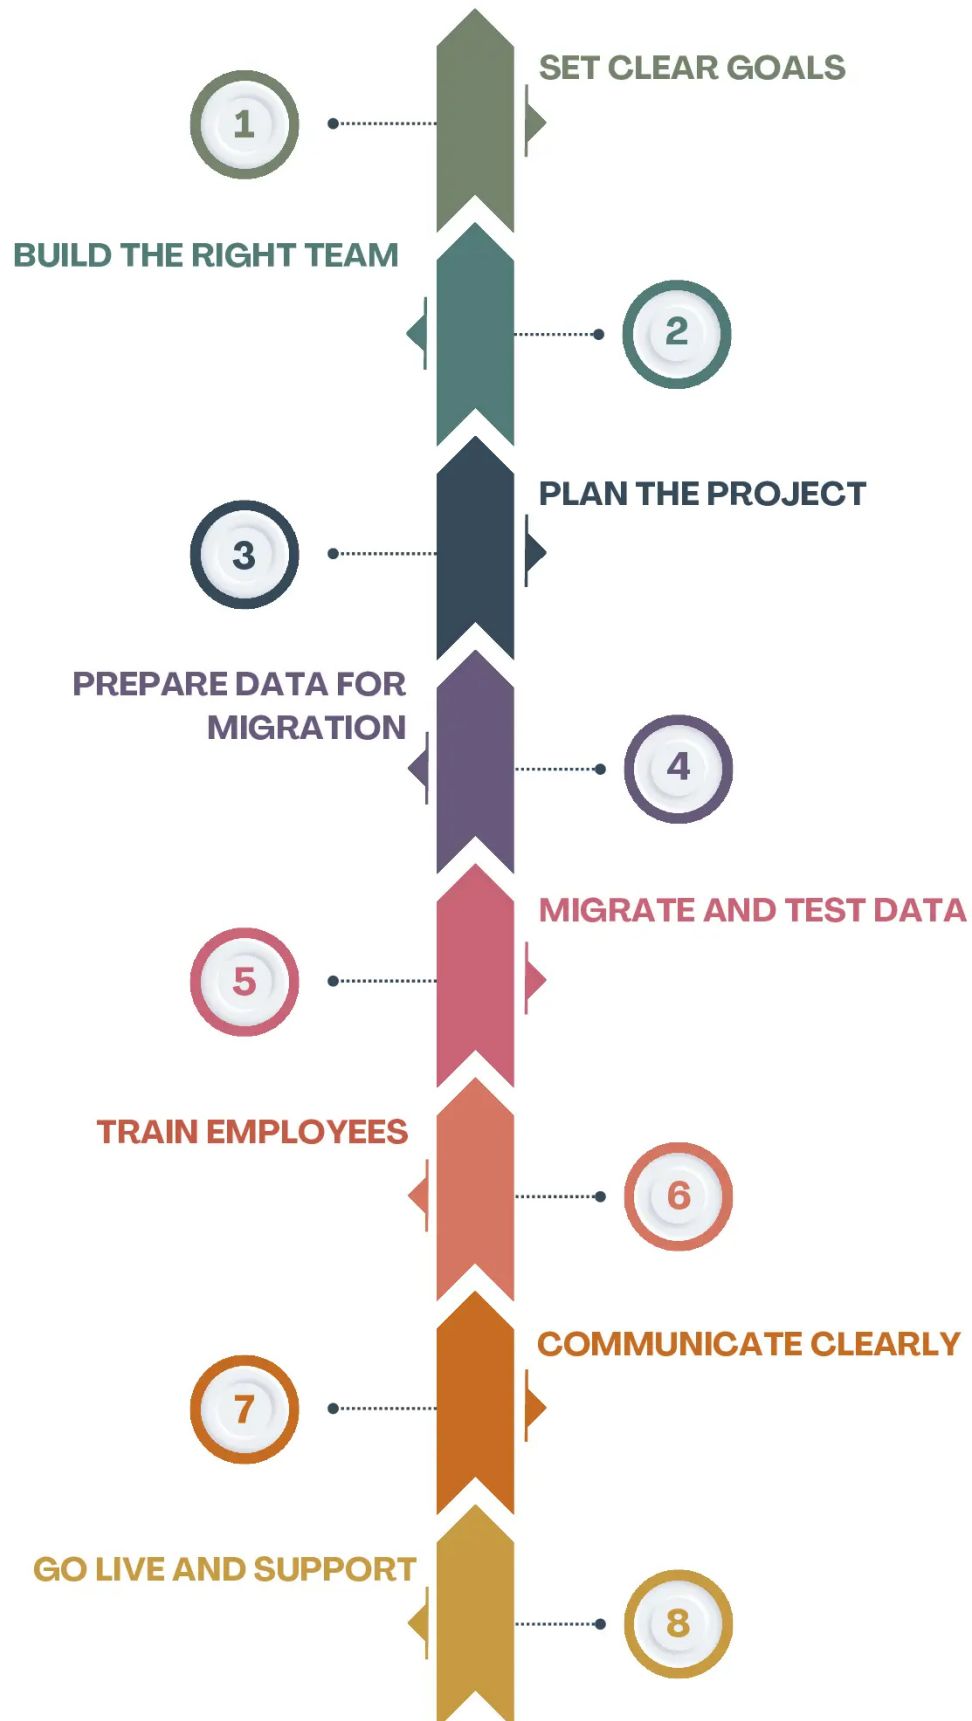 SET CLEAR GOALS
1
BUILD THE RIGHT TEAM
2
PLAN THE PROJECT
3
PREPARE DATA FOR
MIGRATION
4
MIGRATE AND TEST DATA
5
TRAIN EMPLOYEES
6
COMMUNICATE CLEARLY
7
GO LIVE AND SUPPORT
8